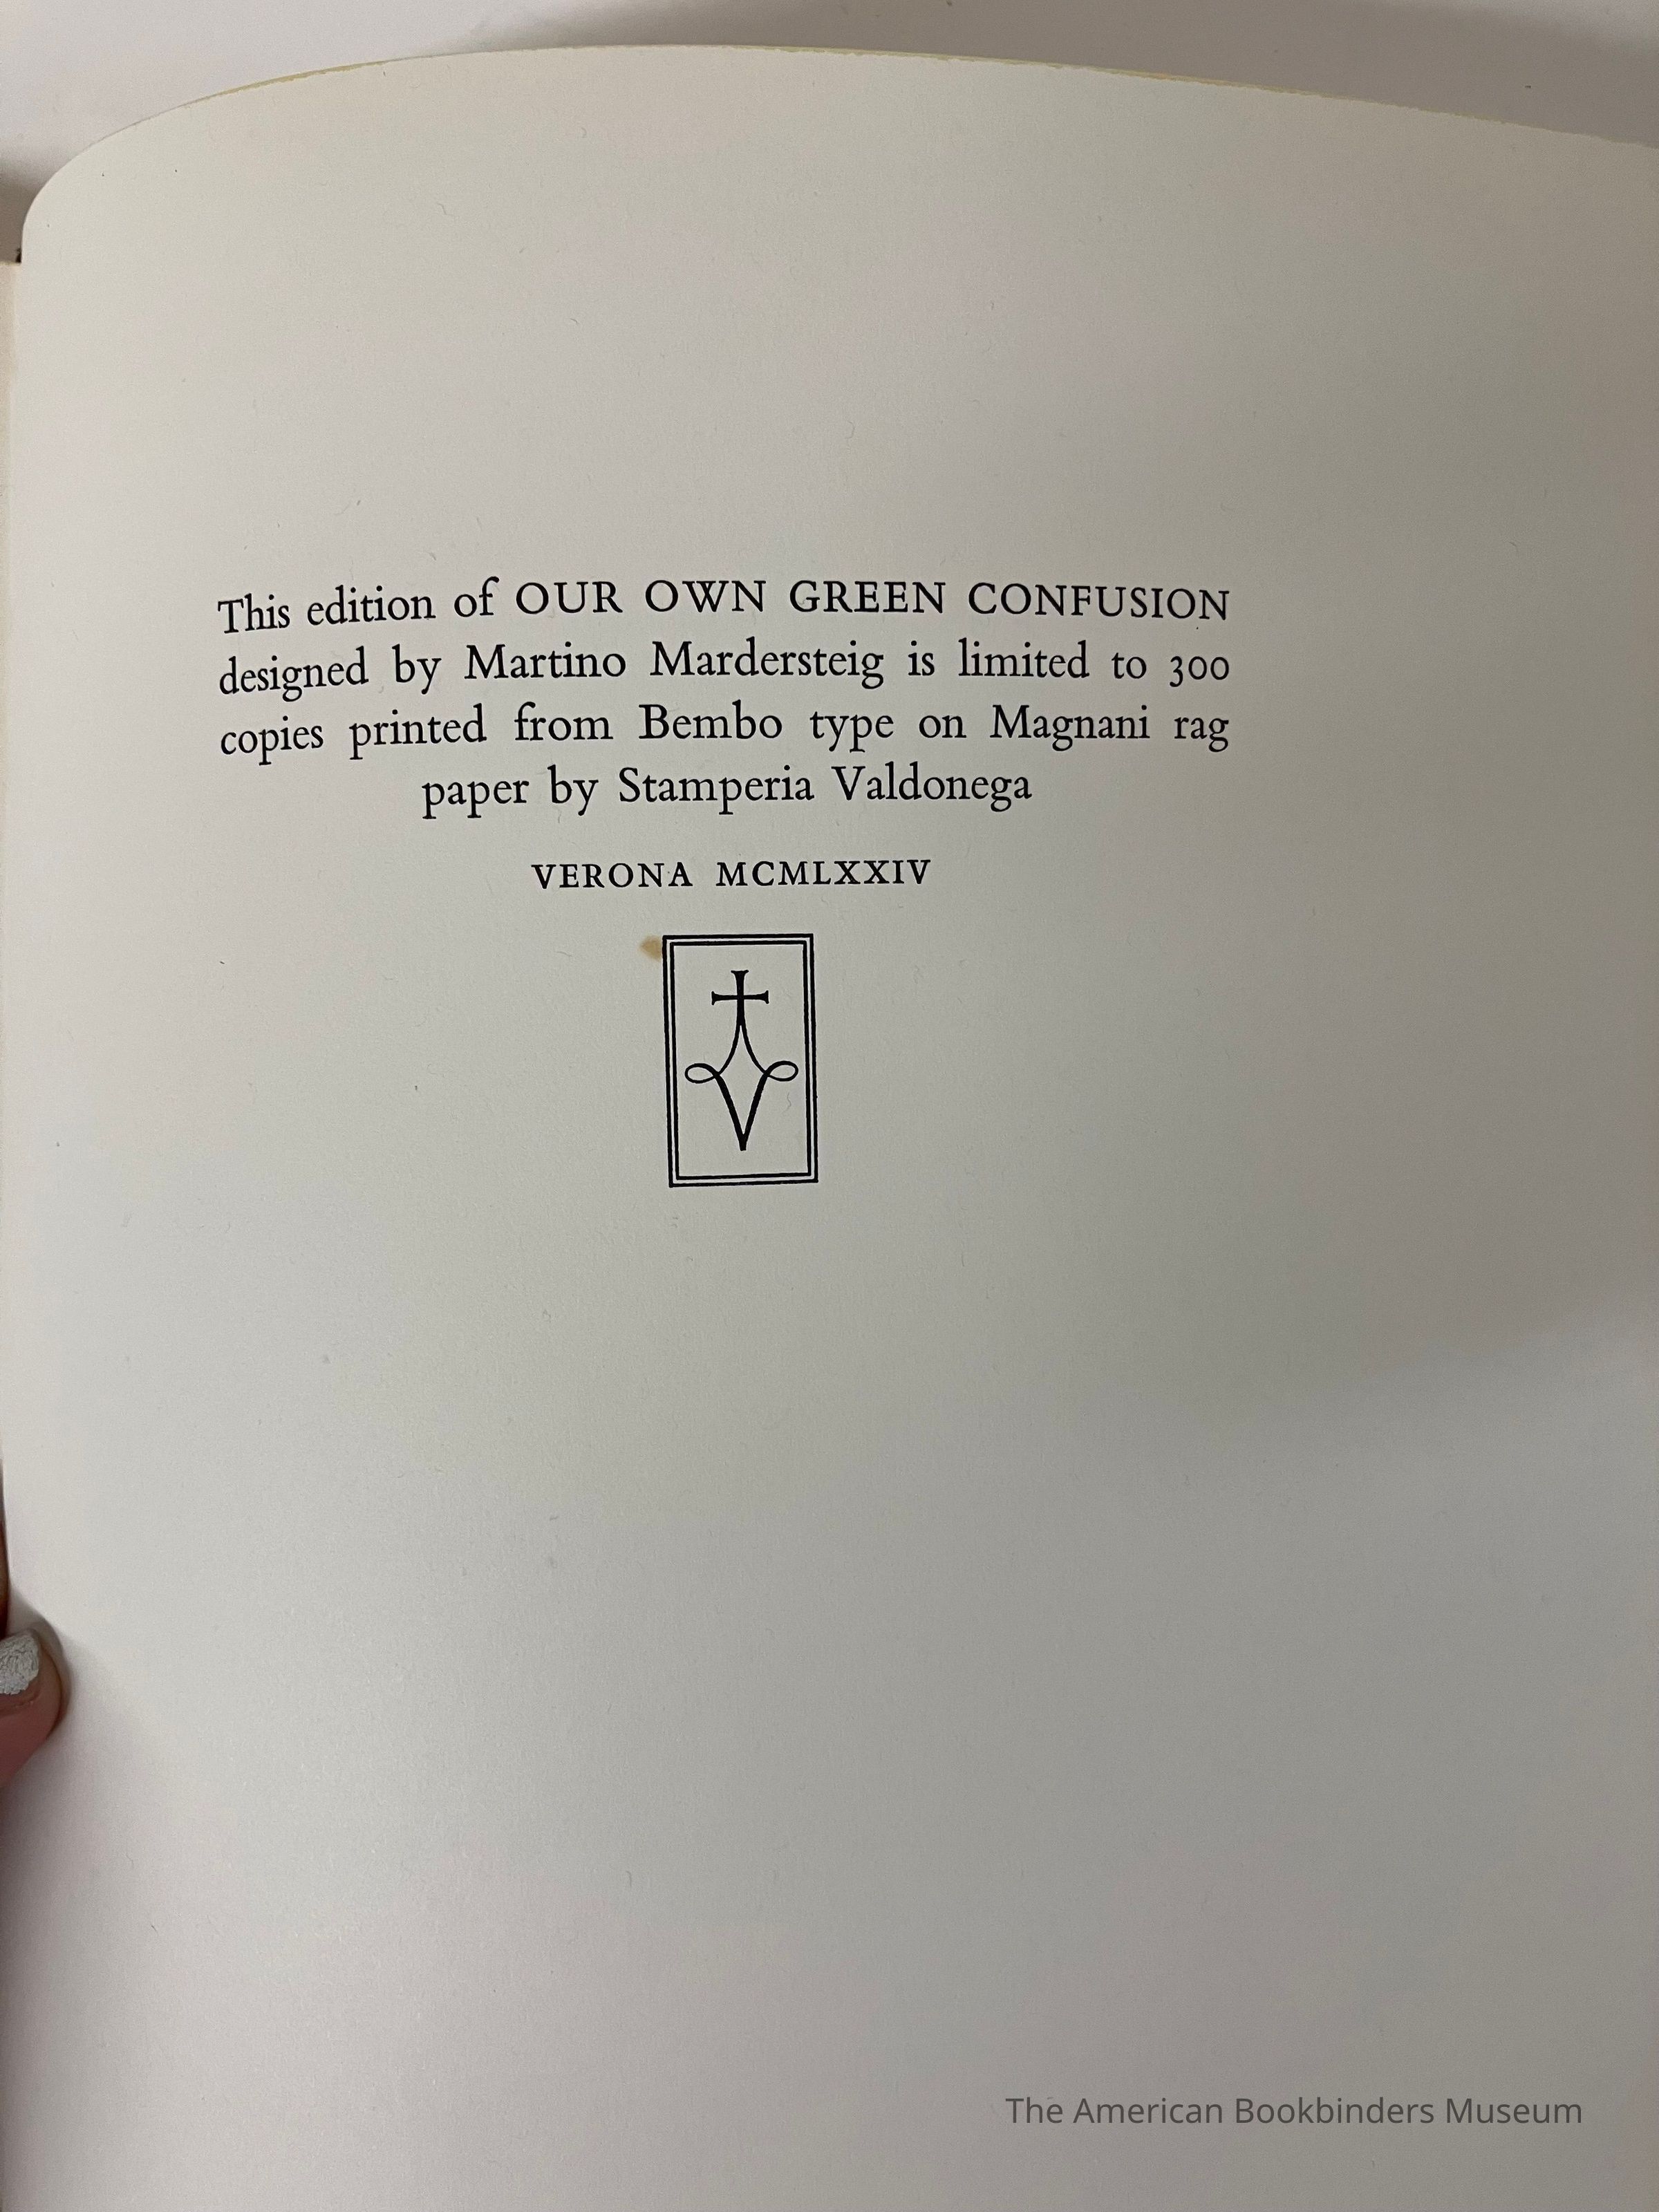 This edition of OUR OWN GREEN CONFUSION
designed by Martino Mardersteig is limited to 300
copies printed from Bembo type on Magnani rag
paper by Stamperia Valdonega
VERONA MCMLXXIV
V
The American Bookbinders Museum